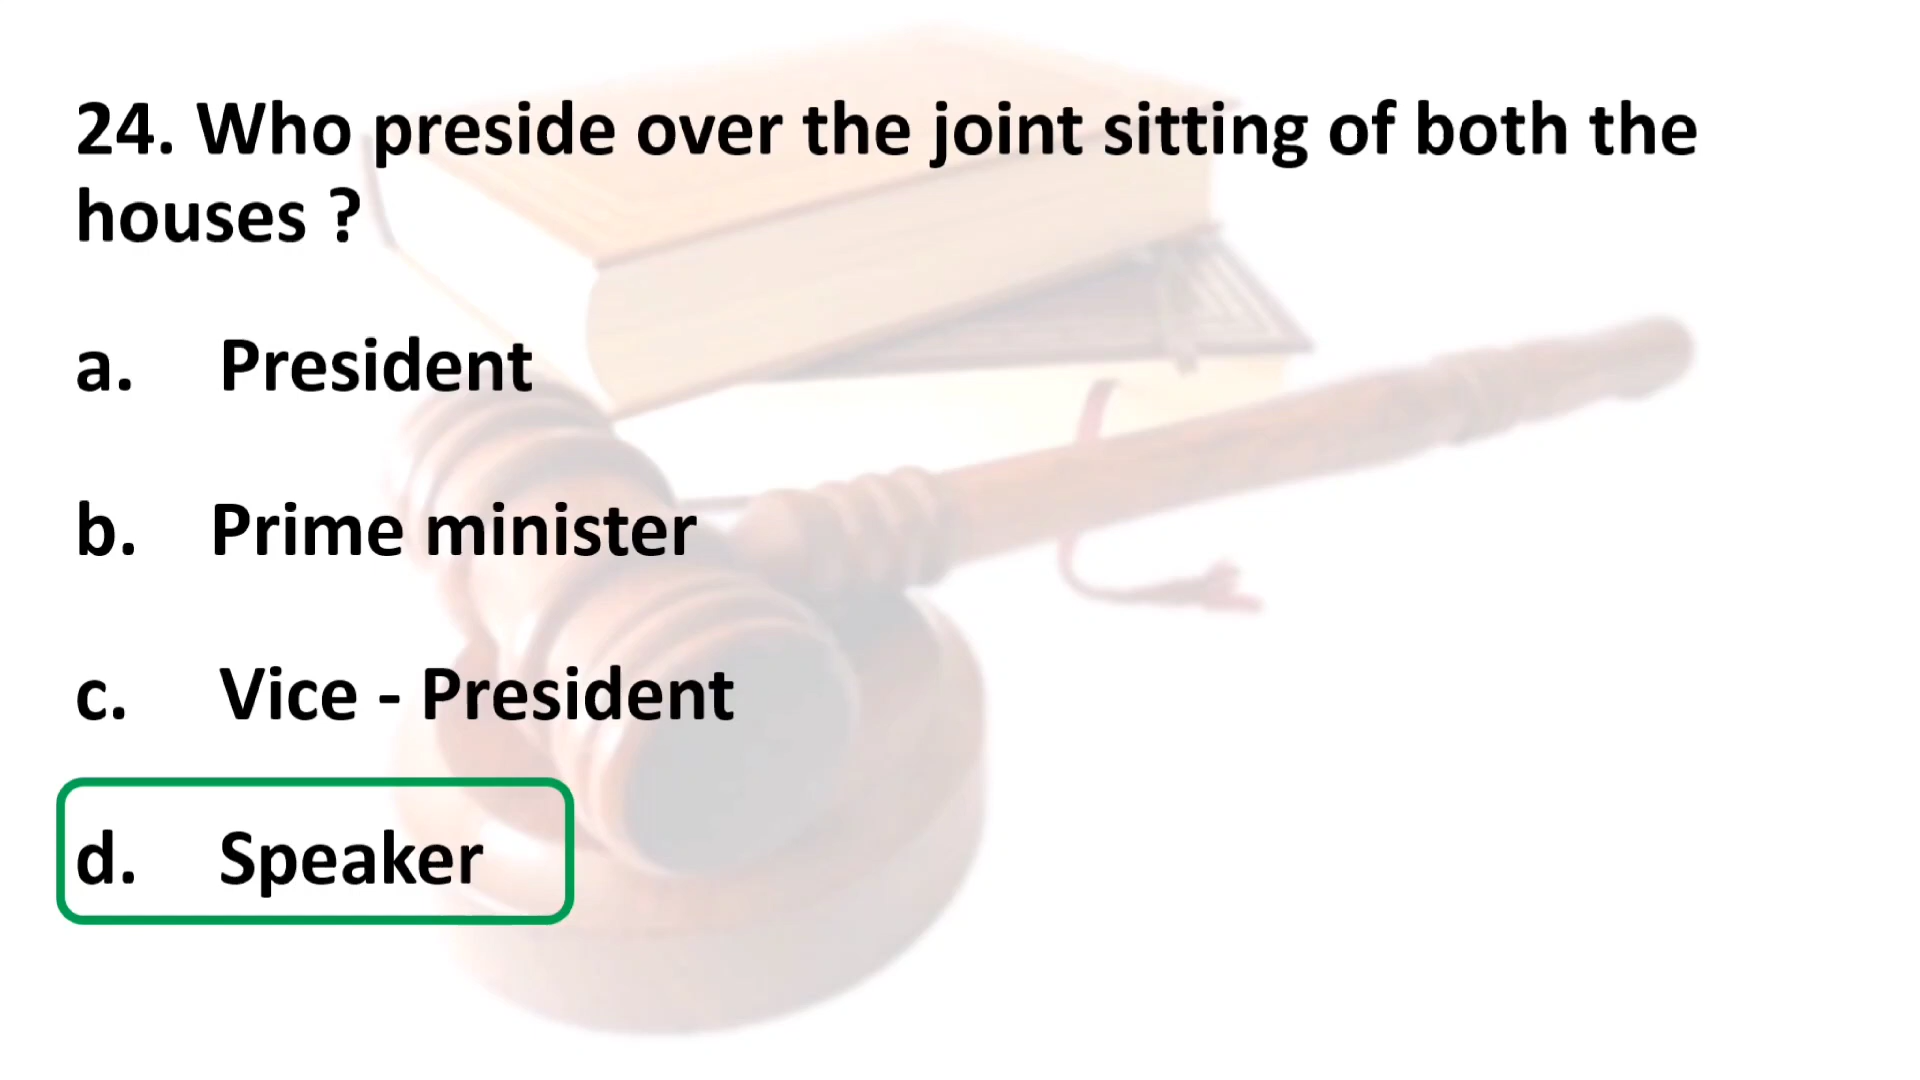 24. Who preside over the joint sitting of both the
houses ?
a. President
b. Prime minister
c. Vice - President
d. Speaker